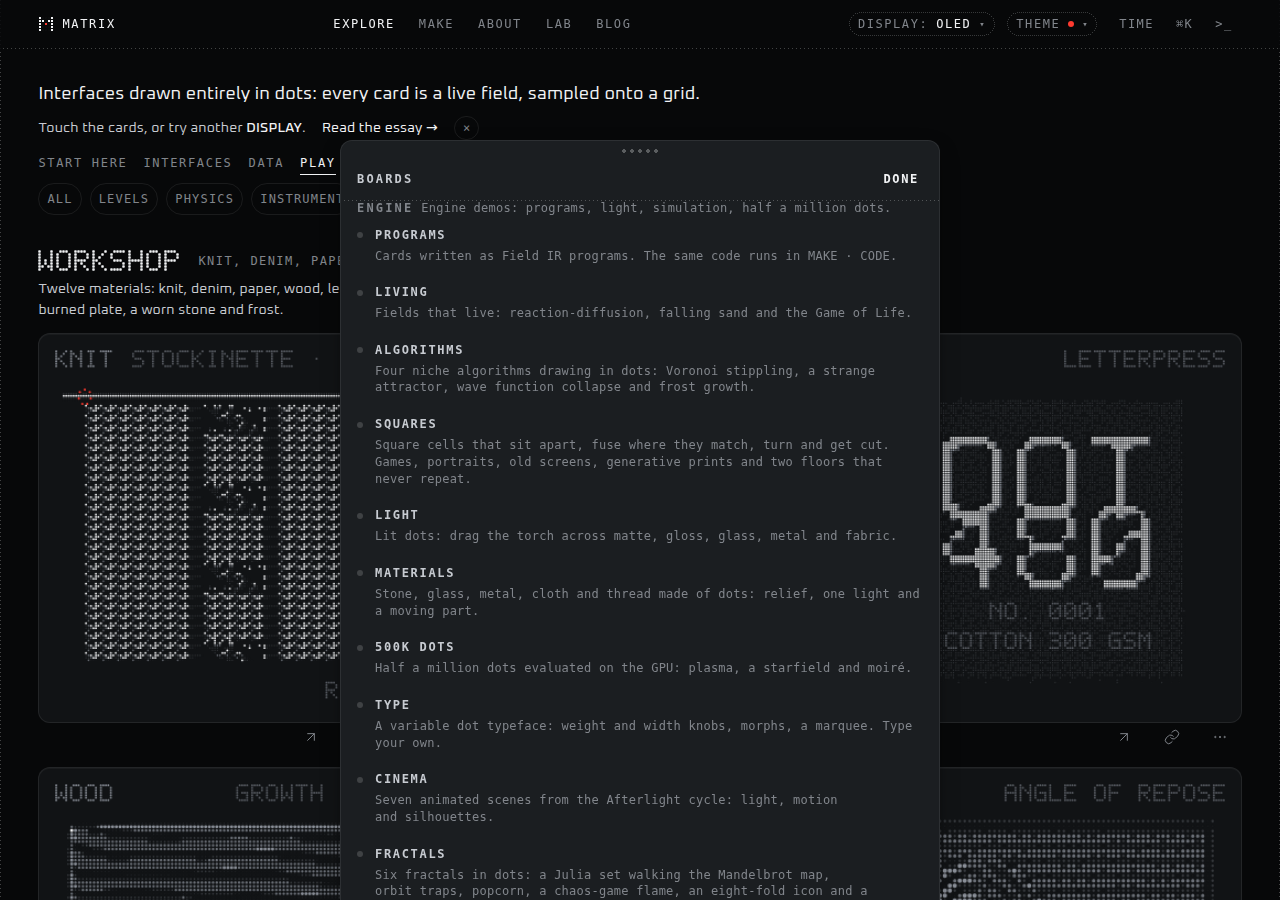 MATRIX
EXPLORE MAKE ABOUT LAB BLOG
DISPLAY: OLED ▾ THEME ▾ TIME ⌘K >_
Interfaces drawn entirely in dots: every card is a live field, sampled onto a grid.
Touch the cards, or try another DISPLAY. Read the essay → ×
START HERE INTERFACES DATA PLAY
ALL LEVELS PHYSICS INSTRUMENT
WORKSHOP KNIT, DENIM, PAPE
Twelve materials: knit, denim, paper, wood, le
burned plate, a worn stone and frost.
KNIT STOCKINETTE ·
R
BOARDS DONE
ENGINE Engine demos: programs, light, simulation, half a million dots.
PROGRAMS
Cards written as Field IR programs. The same code runs in MAKE · CODE.
LIVING
Fields that live: reaction-diffusion, falling sand and the Game of Life.
ALGORITHMS
Four niche algorithms drawing in dots: Voronoi stippling, a strange
attractor, wave function collapse and frost growth.
SQUARES
Square cells that sit apart, fuse where they match, turn and get cut.
Games, portraits, old screens, generative prints and two floors that
never repeat.
LIGHT
Lit dots: drag the torch across matte, gloss, glass, metal and fabric.
MATERIALS
Stone, glass, metal, cloth and thread made of dots: relief, one light and
a moving part.
500K DOTS
Half a million dots evaluated on the GPU: plasma, a starfield and moiré.
TYPE
A variable dot typeface: weight and width knobs, morphs, a marquee. Type
your own.
CINEMA
Seven animated scenes from the Afterlight cycle: light, motion
and silhouettes.
FRACTALS
Six fractals in dots: a Julia set walking the Mandelbrot map,
orbit traps, popcorn, a chaos-game flame, an eight-fold icon and a
LETTERPRESS
OOT
480
NO. 0001
COTTON 300 GSM
WOOD GROWTH
ANGLE OF REPOSE